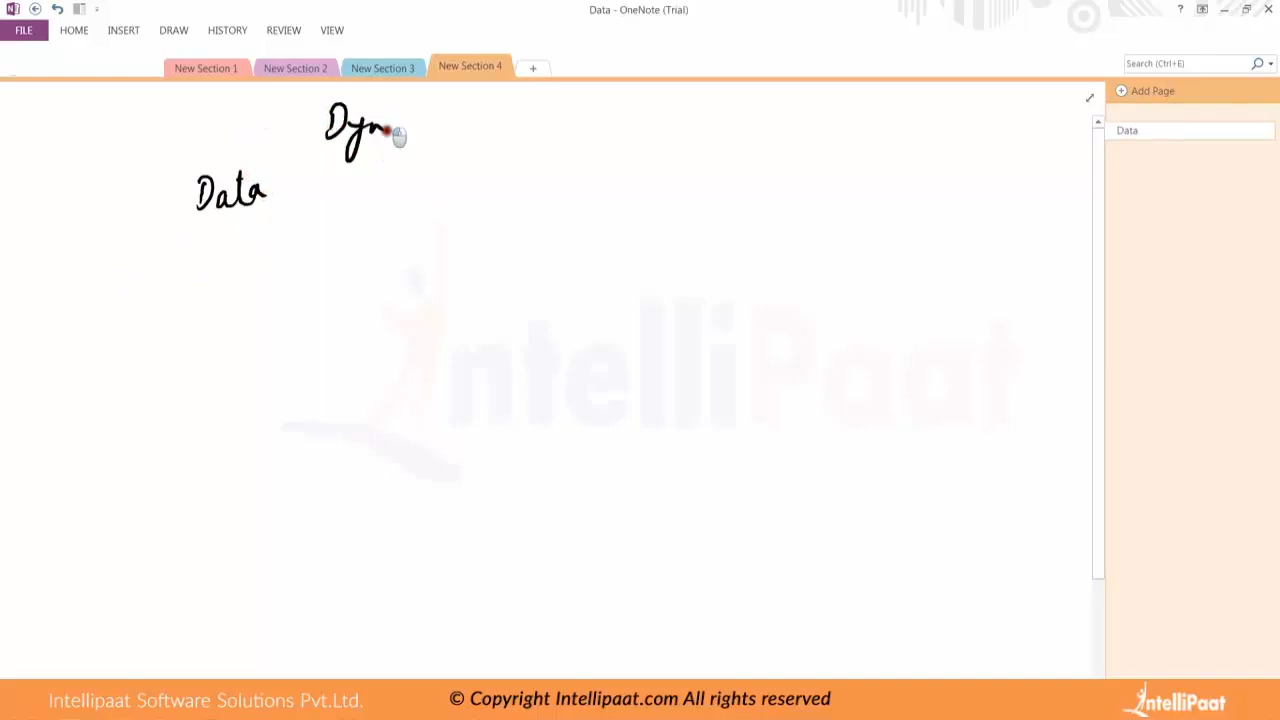 Data - OneNote (Trial)
?
FILE HOME INSERT DRAW HISTORY REVIEW VIEW
New Section 1 New Section 2 New Section 3 New Section 4 +
Search (Ctrl+E)
Add Page
Data
Dyn
Data
IntelliPaat
Intellipaat Software Solutions Pvt.Ltd.
© Copyright Intellipaat.com All rights reserved
IntelliPaat